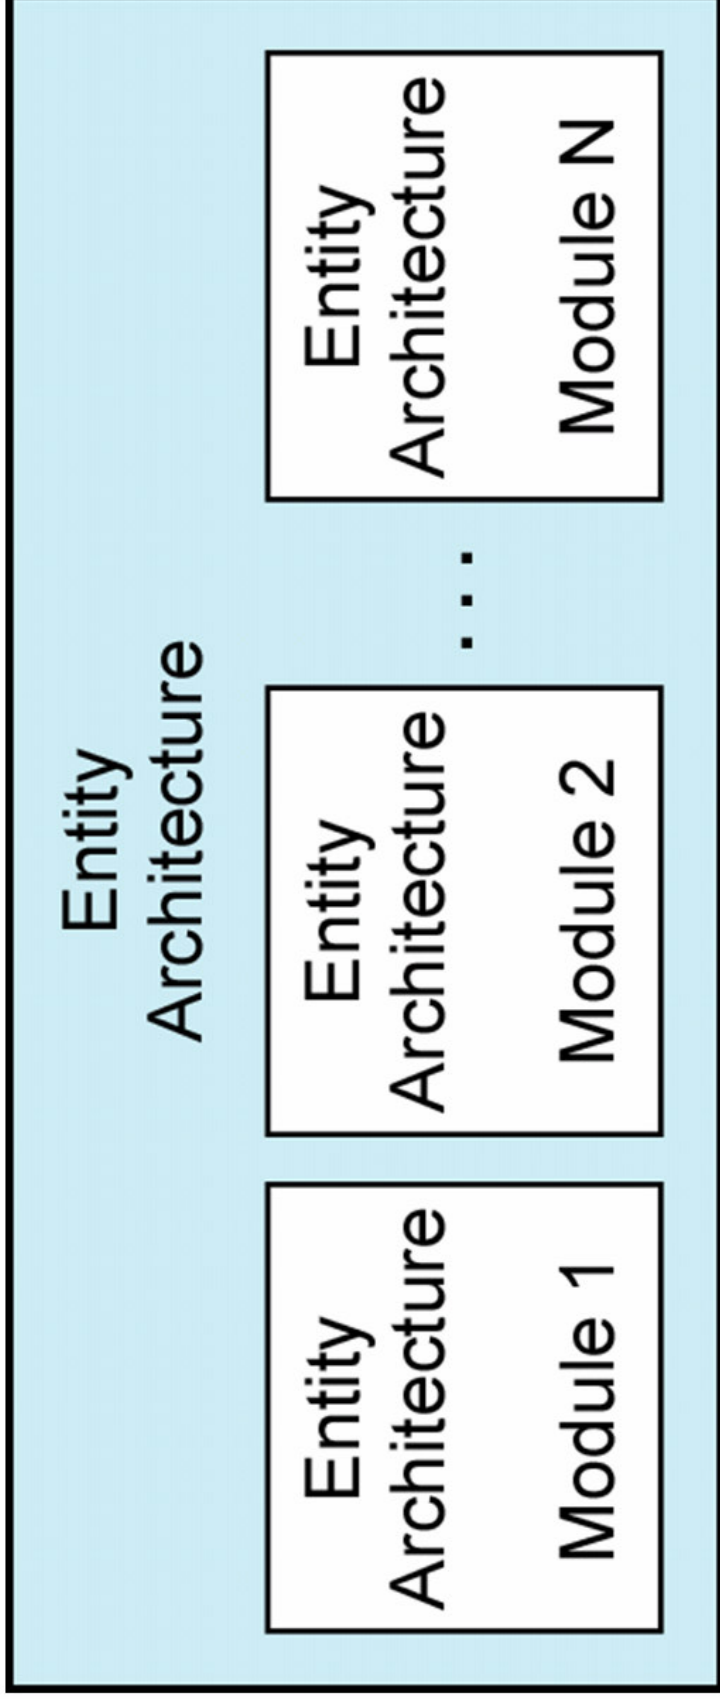 Entity
Architecture
Entity
Architecture
Module 1
Entity
Architecture
Module 2
...
Entity
Architecture
Module N